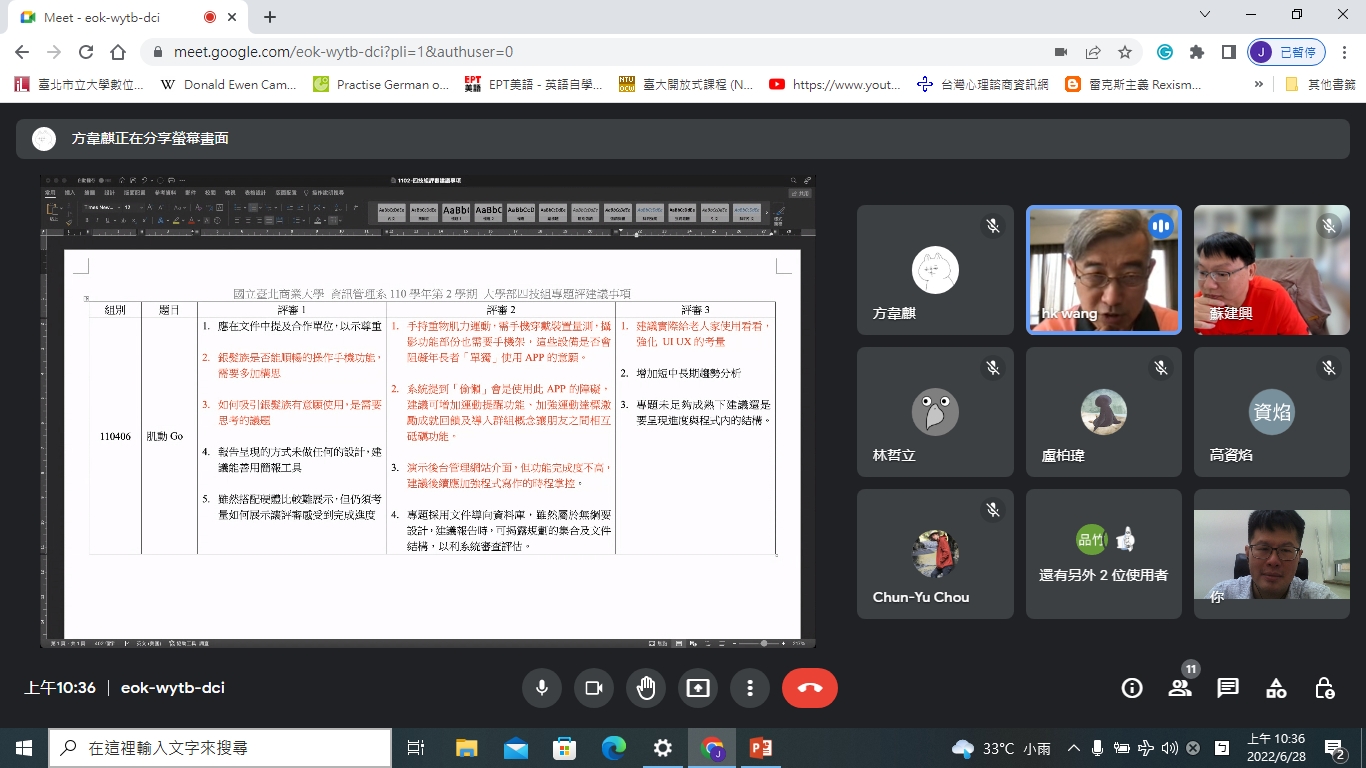 Meet - eok-wytb-dci
meet.google.com/eok-wytb-dci?pli=1&authuser=0
J 已暫停
臺北市立大學數位...
W Donald Ewen Cam...
Practise German o...
EPT美語 - 英語自學...
臺大開放式課程 (N...
https://www.yout...
台灣心理諮商資訊網
雷克斯主義 Rexism...
»
其他書籤
方韋麒正在分享螢幕畫面
1102-四技組評審建議事項
國立臺北商業大學 資訊管理系 110 學年第 2 學期 大學部四技組專題評建議事項
組別 題目 評審 1 評審 2 評審 3
110406 肌動 Go
1. 應在文件中提及合作單位,以示尊重
2. 銀髮族是否能順暢的操作手機功能,
需要多加構思
3. 如何吸引銀髮族有意願使用,是需要
思考的議題
4. 報告呈現的方式未做任何的設計,建
議能善用簡報工具
5. 雖然搭配硬體比較難展示,但仍須考
量如何展示讓評審感受到完成進度
1. 手持重物肌力運動,需手機穿戴裝置量測,攝
影功能部份也需要手機架,這些設備是否會
阻礙年長者「單獨」使用 APP 的意願。
2. 系統提到「偷懶」會是使用此 APP 的障礙,
建議可增加運動提醒功能、加強運動達標激
勵成就回饋及導入群組概念讓朋友之間相互
砥礪功能。
3. 演示後台管理網站介面,但功能完成度不高,
建議後續應加強程式寫作的時程掌控。
4. 專題採用文件導向資料庫,雖然屬於無綱要
設計,建議報告時,可揭露規劃的集合及文件
結構,以利系統審查評估。
1. 建議實際給老人家使用看看,
強化 UI UX 的考量
2. 增加短中長期趨勢分析
3. 專題未足夠成熟下建議還是
要呈現進度與程式內的結構。
方韋麒
hk wang
蘇建興
林哲立
盧柏瑋
資焰
高資焰
Chun-Yu Chou
品竹
還有另外 2 位使用者
你
上午10:36 | eok-wytb-dci
11
在這裡輸入文字來搜尋
33°C 小雨
上午 10:36
2022/6/28
2